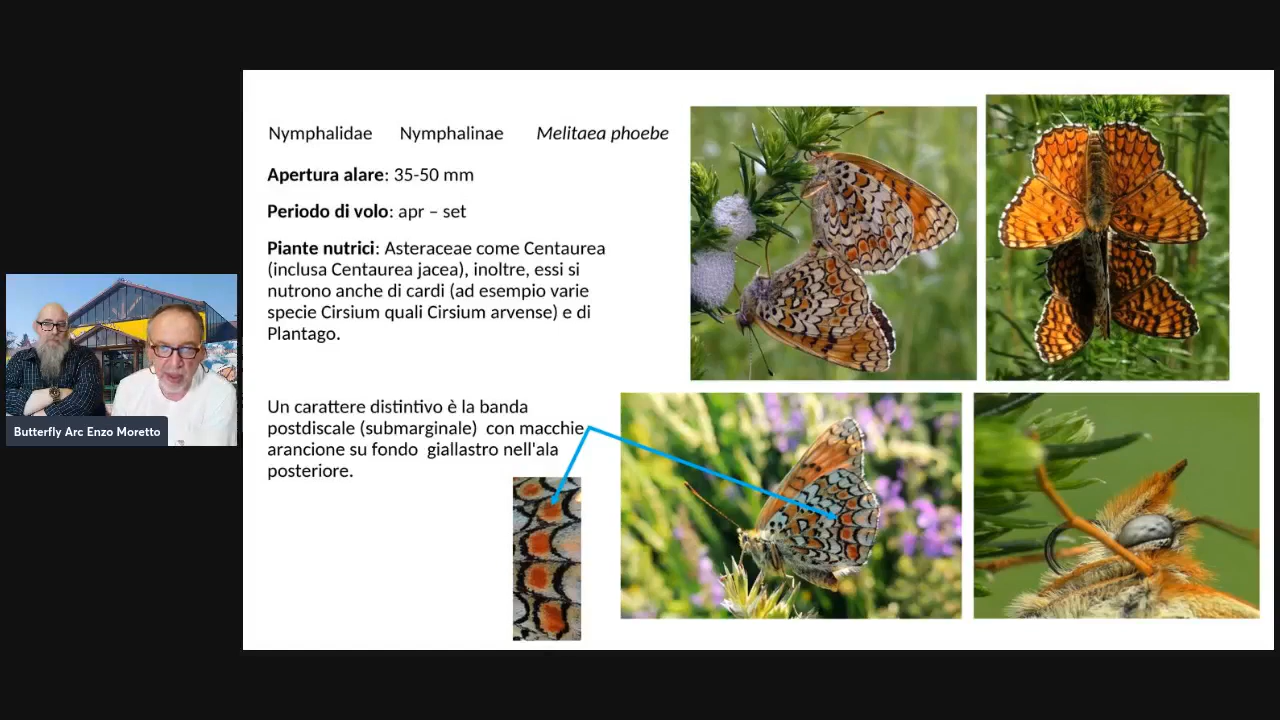 Nymphalidae Nymphalinae Melitaea phoebe
Apertura alare: 35-50 mm
Periodo di volo: apr – set
Piante nutrici: Asteraceae come Centaurea
(inclusa Centaurea jacea), inoltre, essi si
nutrono anche di cardi (ad esempio varie
specie Cirsium quali Cirsium arvense) e di
Plantago.
Un carattere distintivo è la banda
postdiscale (submarginale) con macchie
arancione su fondo giallastro nell'ala
posteriore.
Butterfly Arc Enzo Moretto